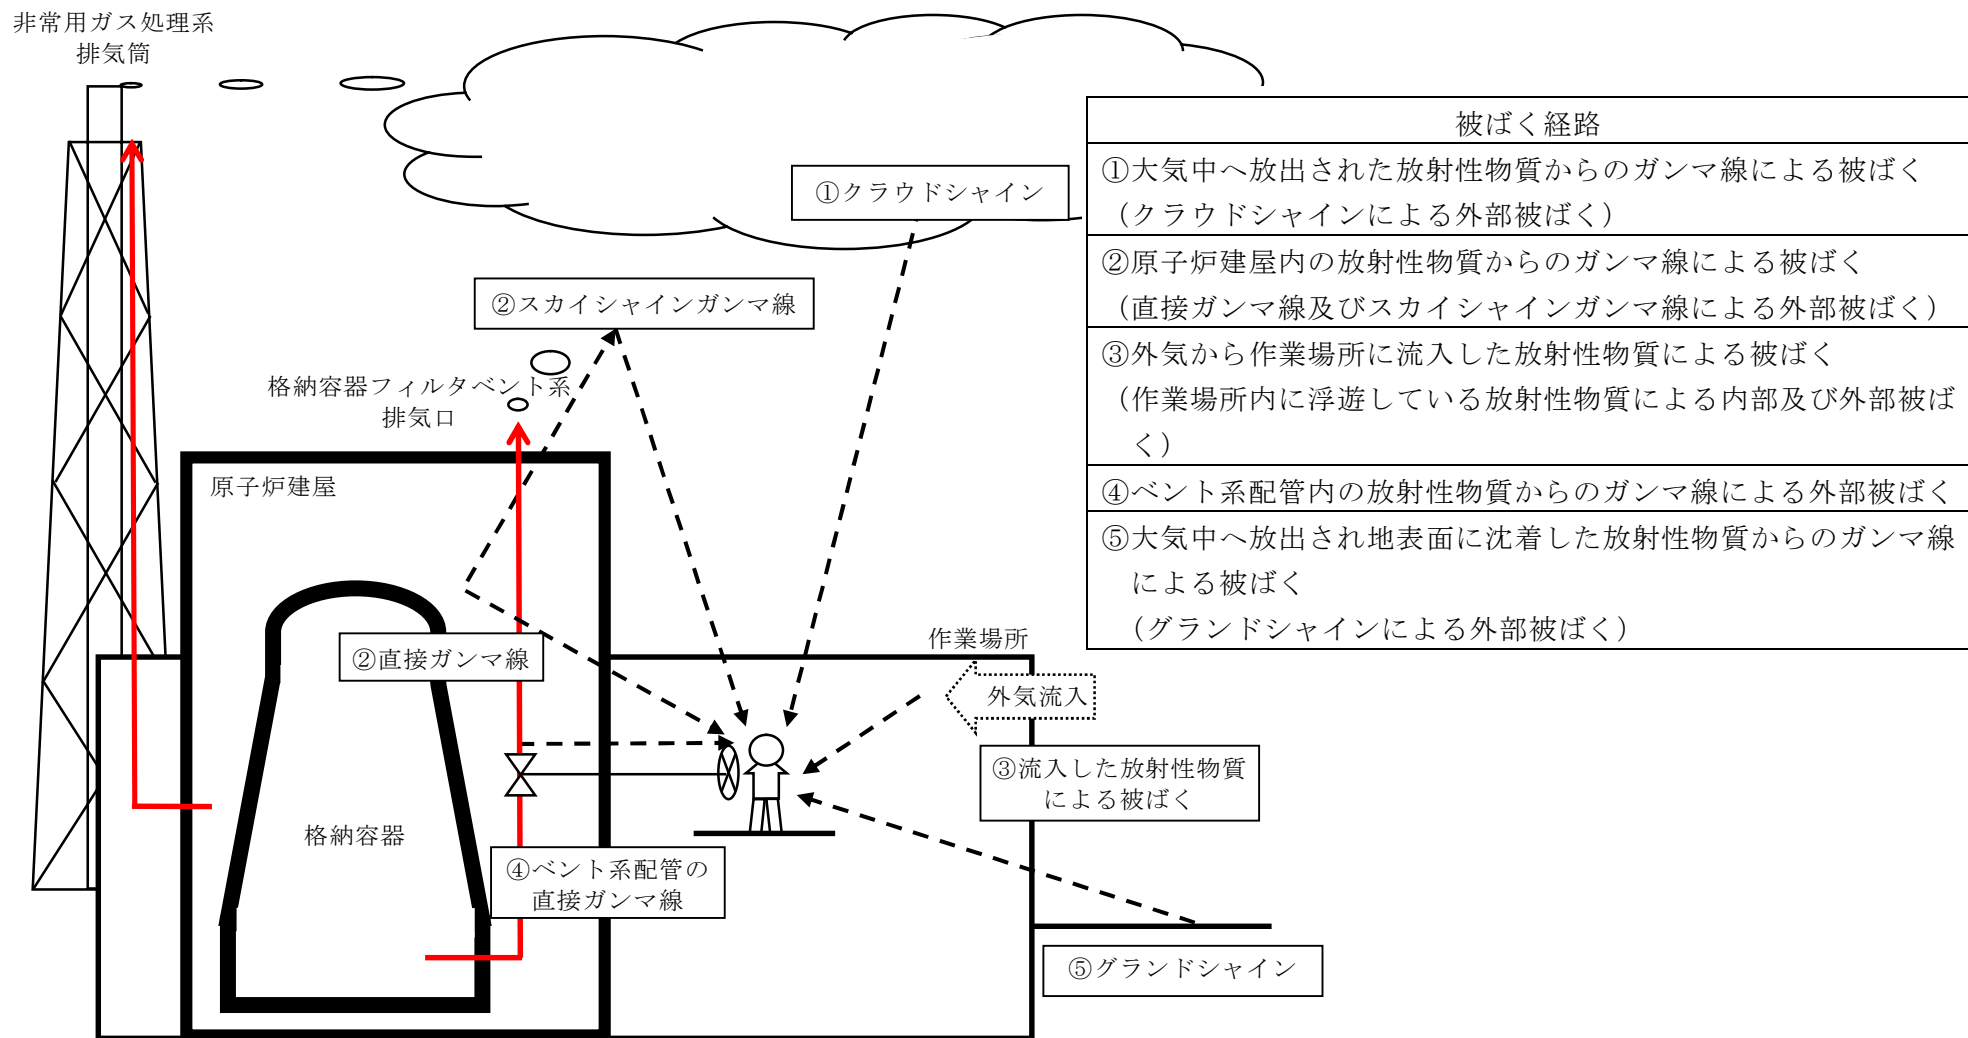 非常用ガス処理系
排気筒
①クラウドシャイン
②スカイシャインガンマ線
格納容器フィルタベント系
排気口
原子炉建屋
②直接ガンマ線
作業場所
外気流入
③流入した放射性物質
による被ばく
格納容器
④ベント系配管の
直接ガンマ線
⑤グランドシャイン
被ばく経路
①大気中へ放出された放射性物質からのガンマ線による被ばく
（クラウドシャインによる外部被ばく）
②原子炉建屋内の放射性物質からのガンマ線による被ばく
（直接ガンマ線及びスカイシャインガンマ線による外部被ばく）
③外気から作業場所に流入した放射性物質による被ばく
（作業場所内に浮遊している放射性物質による内部及び外部被ば
く）
④ベント系配管内の放射性物質からのガンマ線による外部被ばく
⑤大気中へ放出され地表面に沈着した放射性物質からのガンマ線
による被ばく
（グランドシャインによる外部被ばく）